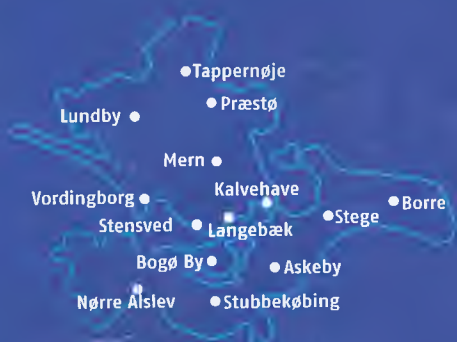 Tappernøje
Præstø
Lundby
Mern
Kalvehave
Vordingborg
Borre
Stege
Stensved
Langebæk
Bogø By
Askeby
Nørre Alslev
Stubbekøbing